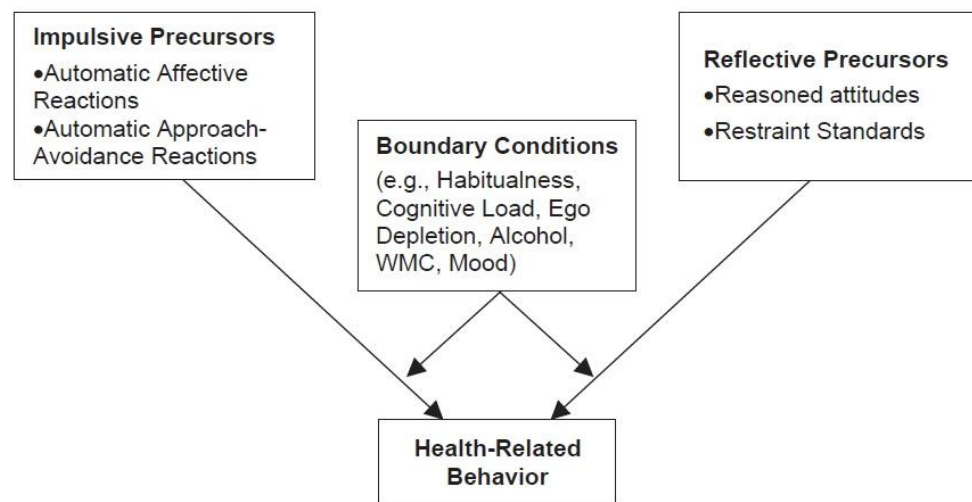 Impulsive Precursors
•Automatic Affective
Reactions
•Automatic Approach-
Avoidance Reactions
Boundary Conditions
(e.g., Habitualness,
Cognitive Load, Ego
Depletion, Alcohol,
WMC, Mood)
Reflective Precursors
•Reasoned attitudes
•Restraint Standards
Health-Related
Behavior